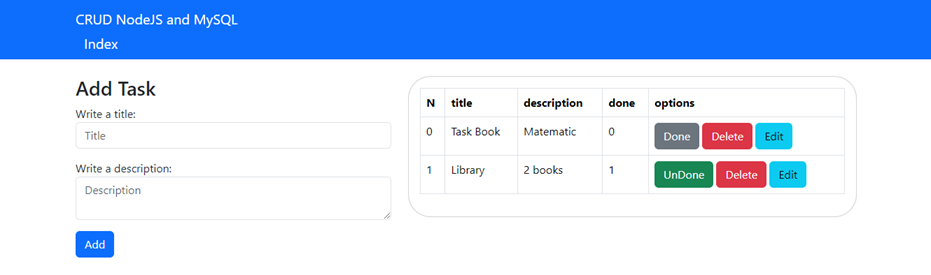 CRUD NodeJS and MySQL
Index
Add Task
Write a title:
Title
Write a description:
Description
Add
N title description done options
0 Task Book Matematic 0 Done Delete Edit
1 Library 2 books 1 UnDone Delete Edit